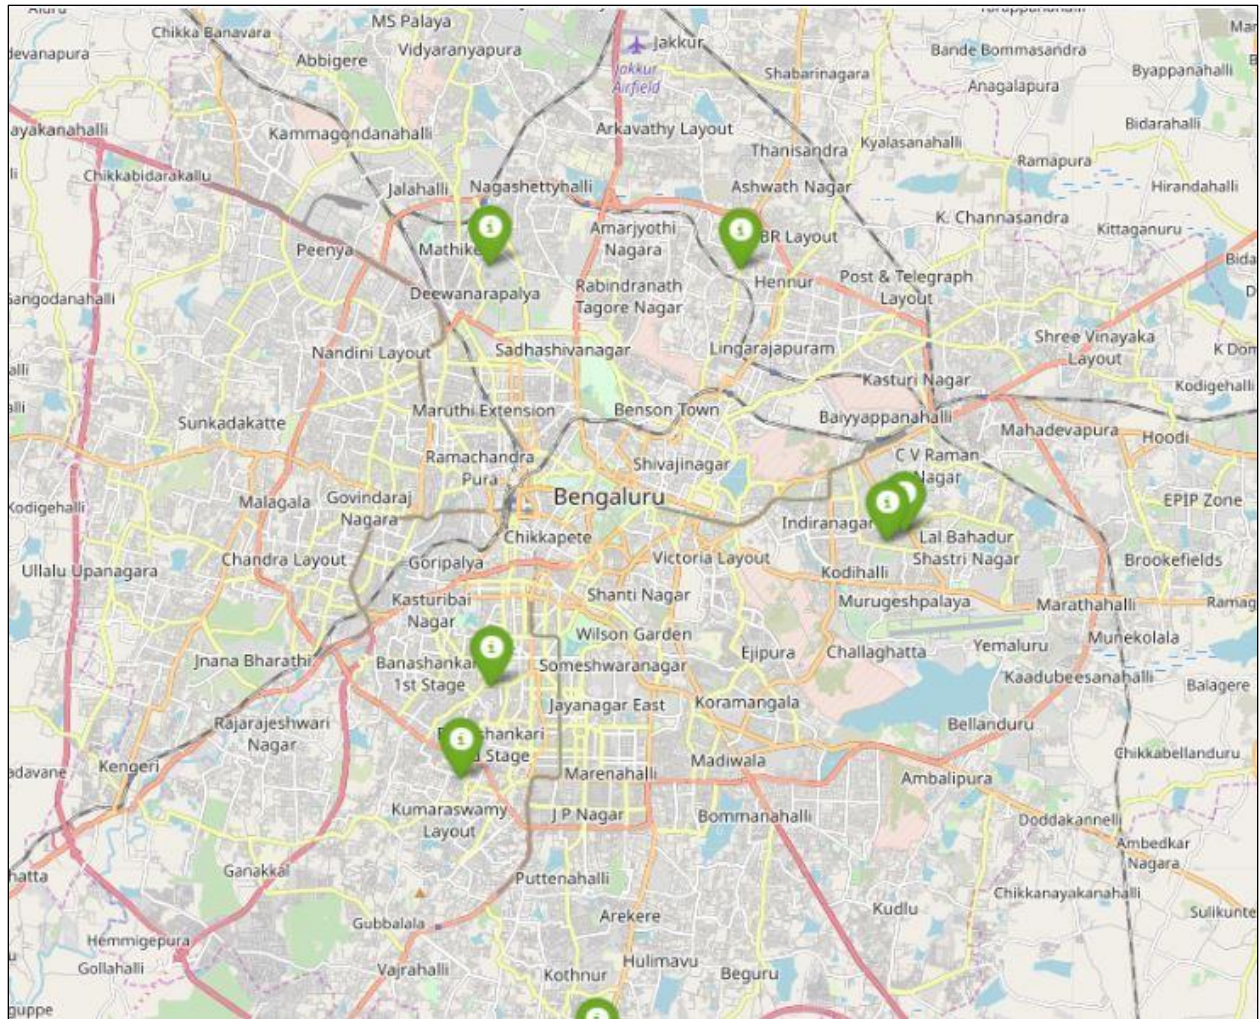 MS Palaya
Chikka Banavara
Vidyaranyapura
Jakkur
Abbigere
Jakkur
Airfield
Shabarinagara
Bande Bommasandra
Anagalapura
Byappanahalli
Bidarahalli
Kammagondanahalli
Arkavathy Layout
Thanisandra
Kyalasanahalli
Ramapura
Chikkabidarakallu
Jalahalli
Nagashettyhalli
Ashwath Nagar
Hirandahalli
K. Channasandra
Kittaganuru
Peenya
Amarjyothi
Nagara
BR Layout
Deewanarapalya
Rabindranath
Tagore Nagar
Hennur
Post & Telegraph
Layout
Nandini Layout
Sadhashivanagar
Lingarajapuram
Shree Vinayaka
Layout
Kasturi Nagar
Kodigehalli
Sunkadakatte
Maruthi Extension
Benson Town
Baiyyappanahalli
Mahadevapura
Hoodi
Ramachandra
Pura
Shivajinagar
C V Raman
Nagar
Malagala
Govindaraj
Nagara
Bengaluru
EPIP Zone
Kodigehalli
Chikkapete
Indiranagar
Lal Bahadur
Shastri Nagar
Chandra Layout
Goripalya
Victoria Layout
Kodihalli
Brookefields
Ullalu Upanagara
Kasturibai
Nagar
Shanti Nagar
Murugeshpalaya
Marathahalli
Wilson Garden
Munekolala
Jnana Bharathi
Banashankari
1st Stage
Someshwaranagar
Ejipura
Challaghatta
Yemaluru
Kaadubeesanahalli
Balagere
Rajarajeshwari
Nagar
Jayanagar East
Koramangala
Bellanduru
Stage
Kengeri
Marenahalli
Madiwala
Ambalipura
Chikkabellanduru
Kumaraswamy
Layout
J P Nagar
Bommanahalli
Doddakannelli
Ambedkar
Nagara
Ganakkal
Puttenahalli
Chikkanayakanahalli
Gubbalala
Arekere
Kudlu
Sulikunte
Hemmigepura
Gollahalli
Vajrahalli
Kothnur
Hulimavu
Beguru